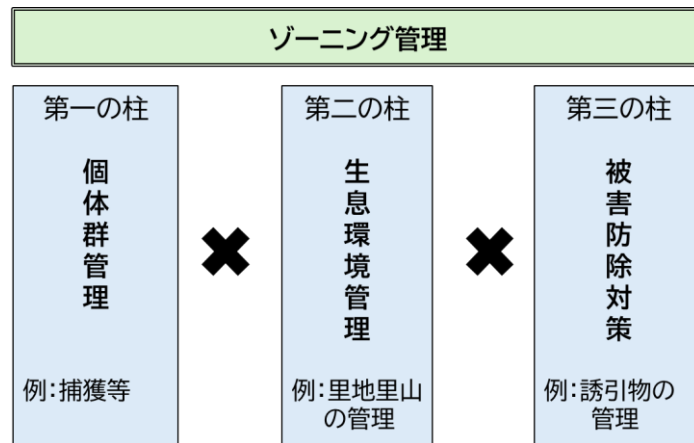 ゾーニング管理
第一の柱
個体群管理
例：捕獲等
第二の柱
生息環境管理
例：里地里山
の管理
第三の柱
被害防除対策
例：誘引物の
管理